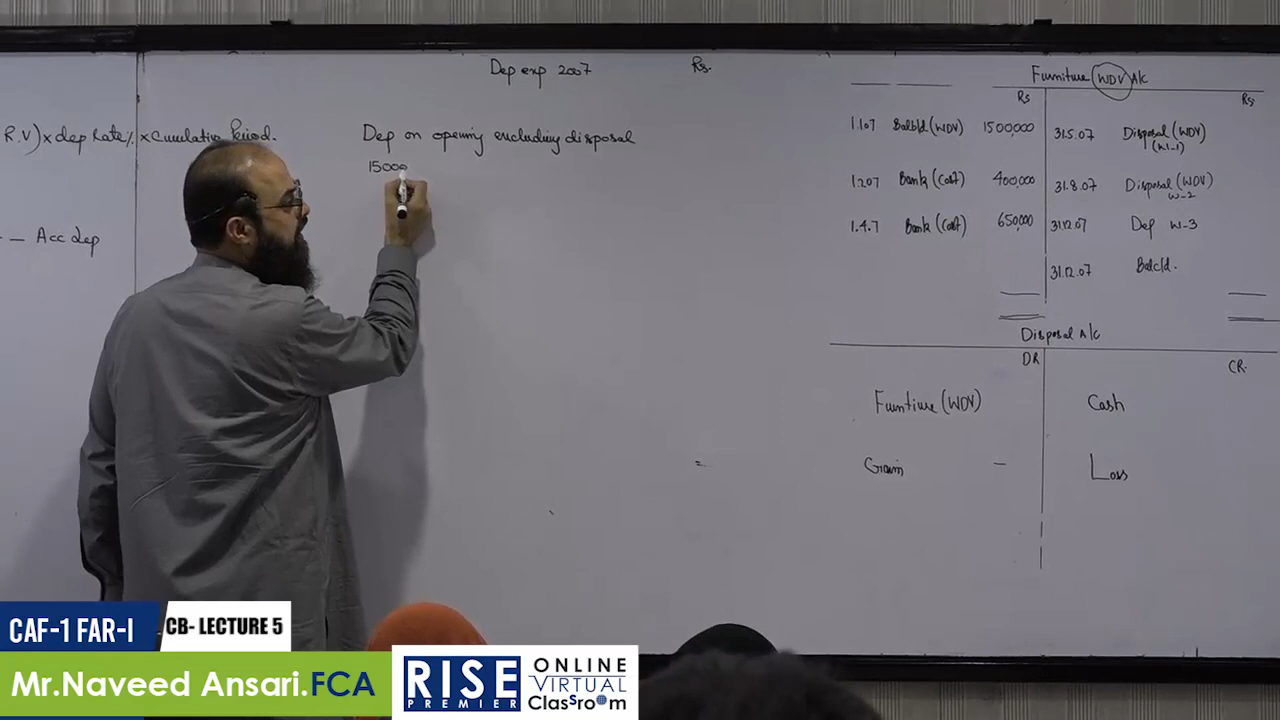 R.V) x dep Rate% x Cumulative Period.
- - Acc dep
Dep exp 2007 Rs.
Dep on opening excluding disposal
15000
=
Furniture WDV A/c
Rs Rs.
1.1.07 Bal b/d (WDV) 1500,000 31.5.07 Disposal (WDV)
(W-1)
1.2.07 Bank (Cost) 400,000 31.8.07 Disposal (WDV)
W-2
1.4.7 Bank (Cost) 650,000 31.12.07 Dep W-3
31.12.07 Bal c/d.
Disposal A/c
DR CR.
Furntiure (WDV) Cash
Gain - Loss
CAF-1 FAR-I CB- LECTURE 5
Mr.Naveed Ansari.FCA
RISE
PREMIER
ONLINE
VIRTUAL
ClasSroom